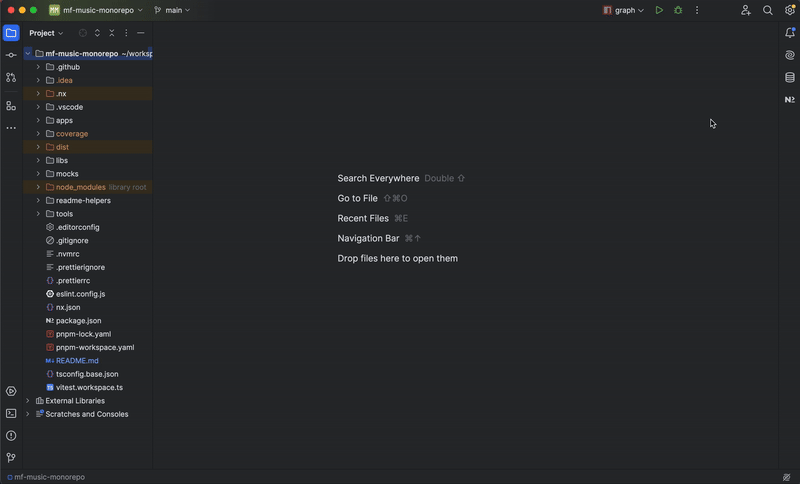 MM mf-music-monorepo main graph
Project
mf-music-monorepo ~/worksp
.github
.idea
.nx
.vscode
apps
coverage
dist
libs
mocks
node_modules library root
readme-helpers
tools
.editorconfig
.gitignore
.nvmrc
.prettierignore
.prettierrc
eslint.config.js
nx.json
package.json
pnpm-lock.yaml
pnpm-workspace.yaml
README.md
tsconfig.base.json
vitest.workspace.ts
External Libraries
Scratches and Consoles
Search Everywhere Double ⇧
Go to File ⇧⌘O
Recent Files ⌘E
Navigation Bar ⌘↑
Drop files here to open them
mf-music-monorepo